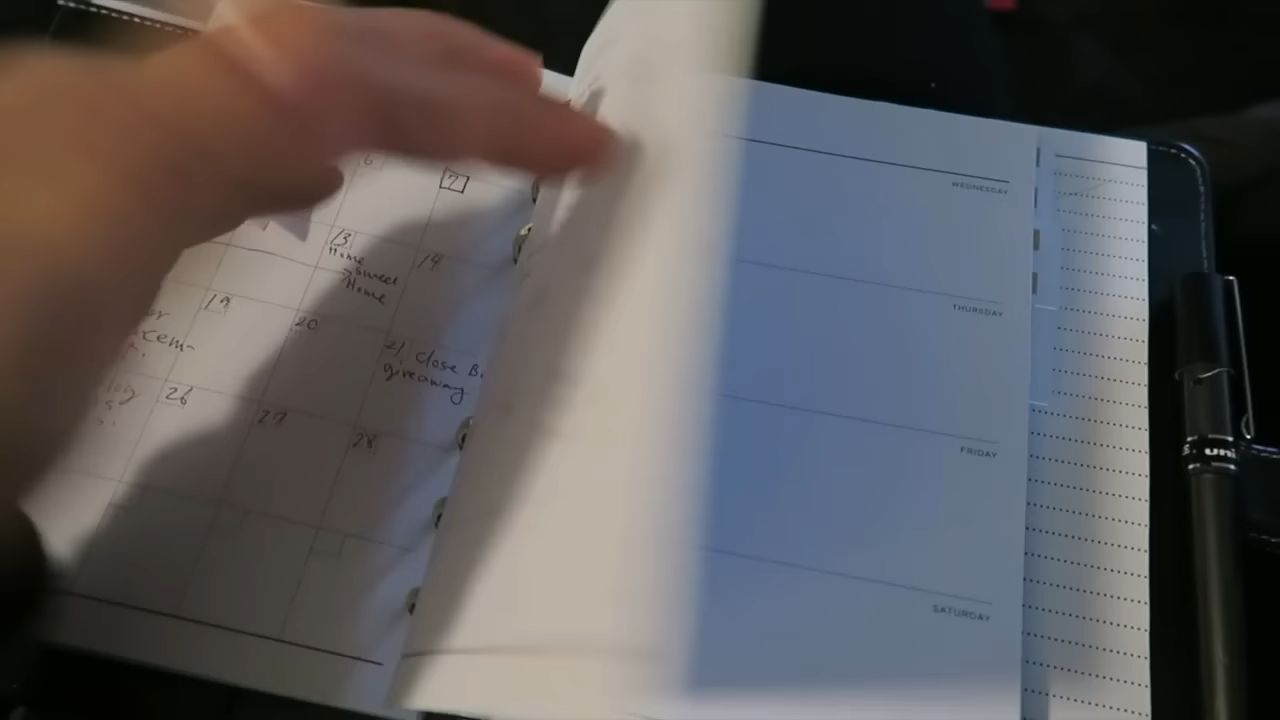 6
7
13
Home
sweet
Home
14
19
20
21 Close B.
giveaway
26
27
28
WEDNESDAY
THURSDAY
FRIDAY
SATURDAY
uni